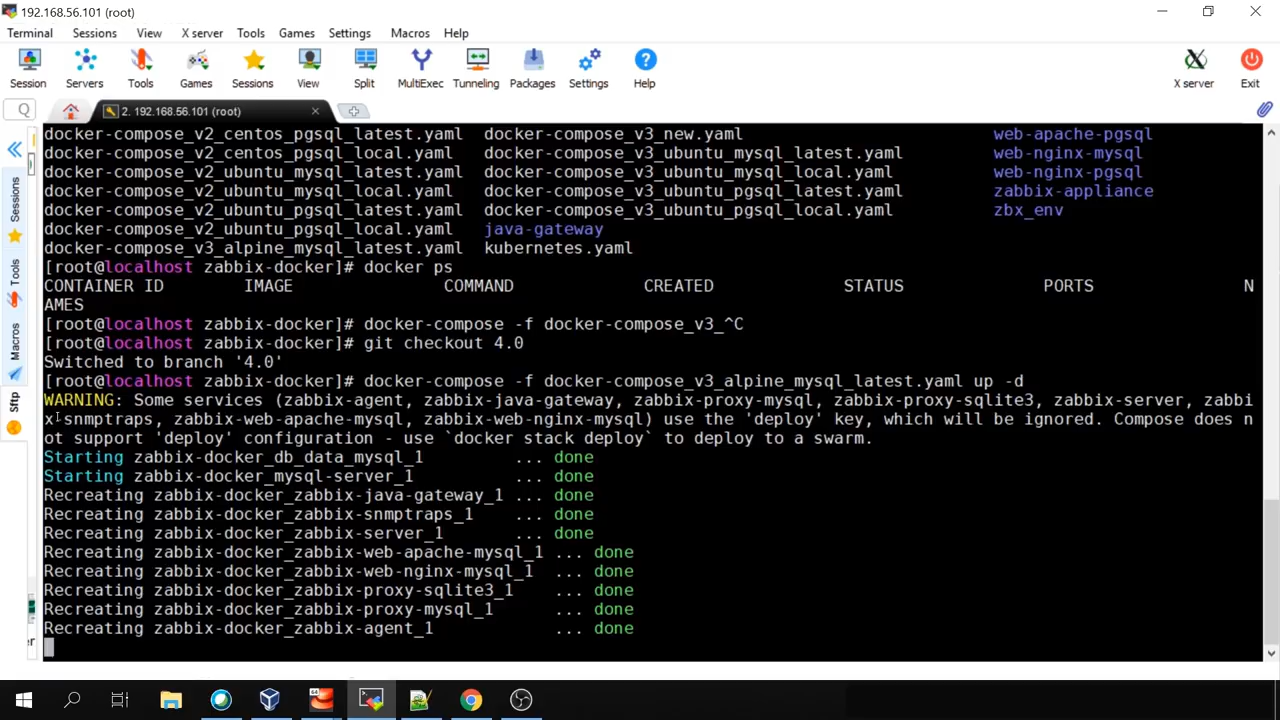 192.168.56.101 (root)
Terminal Sessions View X server Tools Games Settings Macros Help
Session Servers Tools Games Sessions View Split MultiExec Tunneling Packages Settings Help X server Exit
2. 192.168.56.101 (root)
docker-compose_v2_centos_pgsql_latest.yaml docker-compose_v3_new.yaml web-apache-pgsql
docker-compose_v2_centos_pgsql_local.yaml docker-compose_v3_ubuntu_mysql_latest.yaml web-nginx-mysql
docker-compose_v2_ubuntu_mysql_latest.yaml docker-compose_v3_ubuntu_mysql_local.yaml web-nginx-pgsql
docker-compose_v2_ubuntu_mysql_local.yaml docker-compose_v3_ubuntu_pgsql_latest.yaml zabbix-appliance
docker-compose_v2_ubuntu_pgsql_latest.yaml docker-compose_v3_ubuntu_pgsql_local.yaml zbx_env
docker-compose_v2_ubuntu_pgsql_local.yaml java-gateway
docker-compose_v3_alpine_mysql_latest.yaml kubernetes.yaml
[root@localhost zabbix-docker]# docker ps
CONTAINER ID IMAGE COMMAND CREATED STATUS PORTS N
AMES
[root@localhost zabbix-docker]# docker-compose -f docker-compose_v3_^C
[root@localhost zabbix-docker]# git checkout 4.0
Switched to branch '4.0'
[root@localhost zabbix-docker]# docker-compose -f docker-compose_v3_alpine_mysql_latest.yaml up -d
WARNING: Some services (zabbix-agent, zabbix-java-gateway, zabbix-proxy-mysql, zabbix-proxy-sqlite3, zabbix-server, zabbi
x-snmptraps, zabbix-web-apache-mysql, zabbix-web-nginx-mysql) use the 'deploy' key, which will be ignored. Compose does n
ot support 'deploy' configuration - use `docker stack deploy` to deploy to a swarm.
Starting zabbix-docker_db_data_mysql_1 ... done
Starting zabbix-docker_mysql-server_1 ... done
Recreating zabbix-docker_zabbix-java-gateway_1 ... done
Recreating zabbix-docker_zabbix-snmptraps_1 ... done
Recreating zabbix-docker_zabbix-server_1 ... done
Recreating zabbix-docker_zabbix-web-apache-mysql_1 ... done
Recreating zabbix-docker_zabbix-web-nginx-mysql_1 ... done
Recreating zabbix-docker_zabbix-proxy-sqlite3_1 ... done
Recreating zabbix-docker_zabbix-proxy-mysql_1 ... done
Recreating zabbix-docker_zabbix-agent_1 ... done
Sessions
Tools
Macros
Sftp